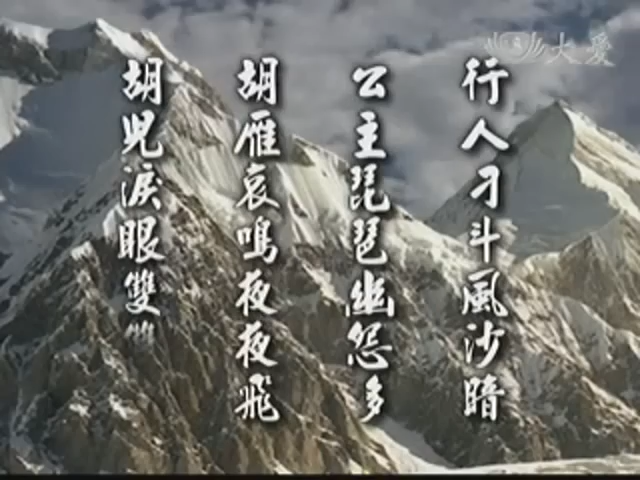 大愛
行人刁斗風沙暗
公主琵琶幽怨多
胡雁哀鳴夜夜飛
胡兒淚眼雙雙